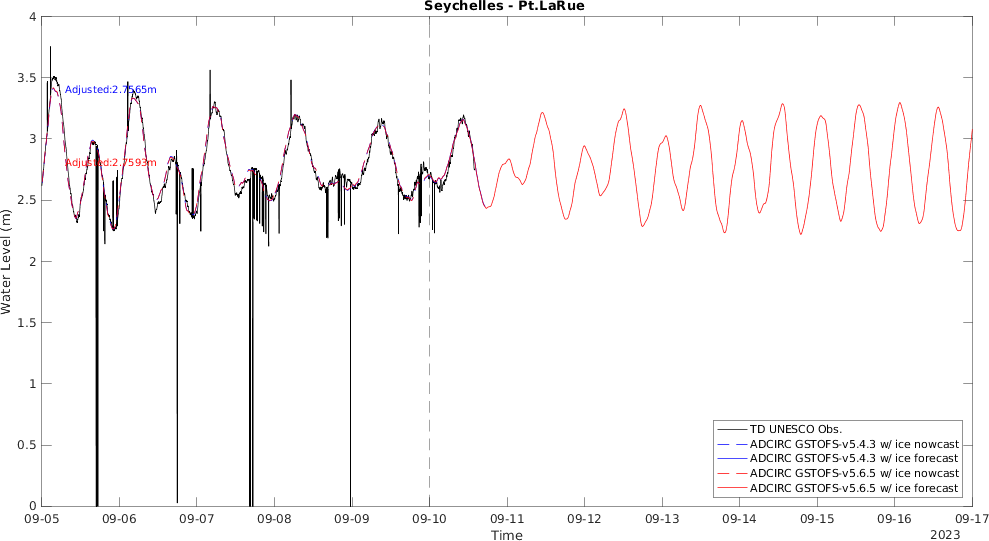 Seychelles - Pt.LaRue
4
3.5
3
2.5
2
1.5
1
0.5
0
Water Level (m)
Adjusted:2.7565m
Adjusted:2.7593m
TD UNESCO Obs.
ADCIRC GSTOFS-v5.4.3 w/ ice nowcast
ADCIRC GSTOFS-v5.4.3 w/ ice forecast
ADCIRC GSTOFS-v5.6.5 w/ ice nowcast
ADCIRC GSTOFS-v5.6.5 w/ ice forecast
09-05 09-06 09-07 09-08 09-09 09-10 09-11 09-12 09-13 09-14 09-15 09-16 09-17
Time
2023